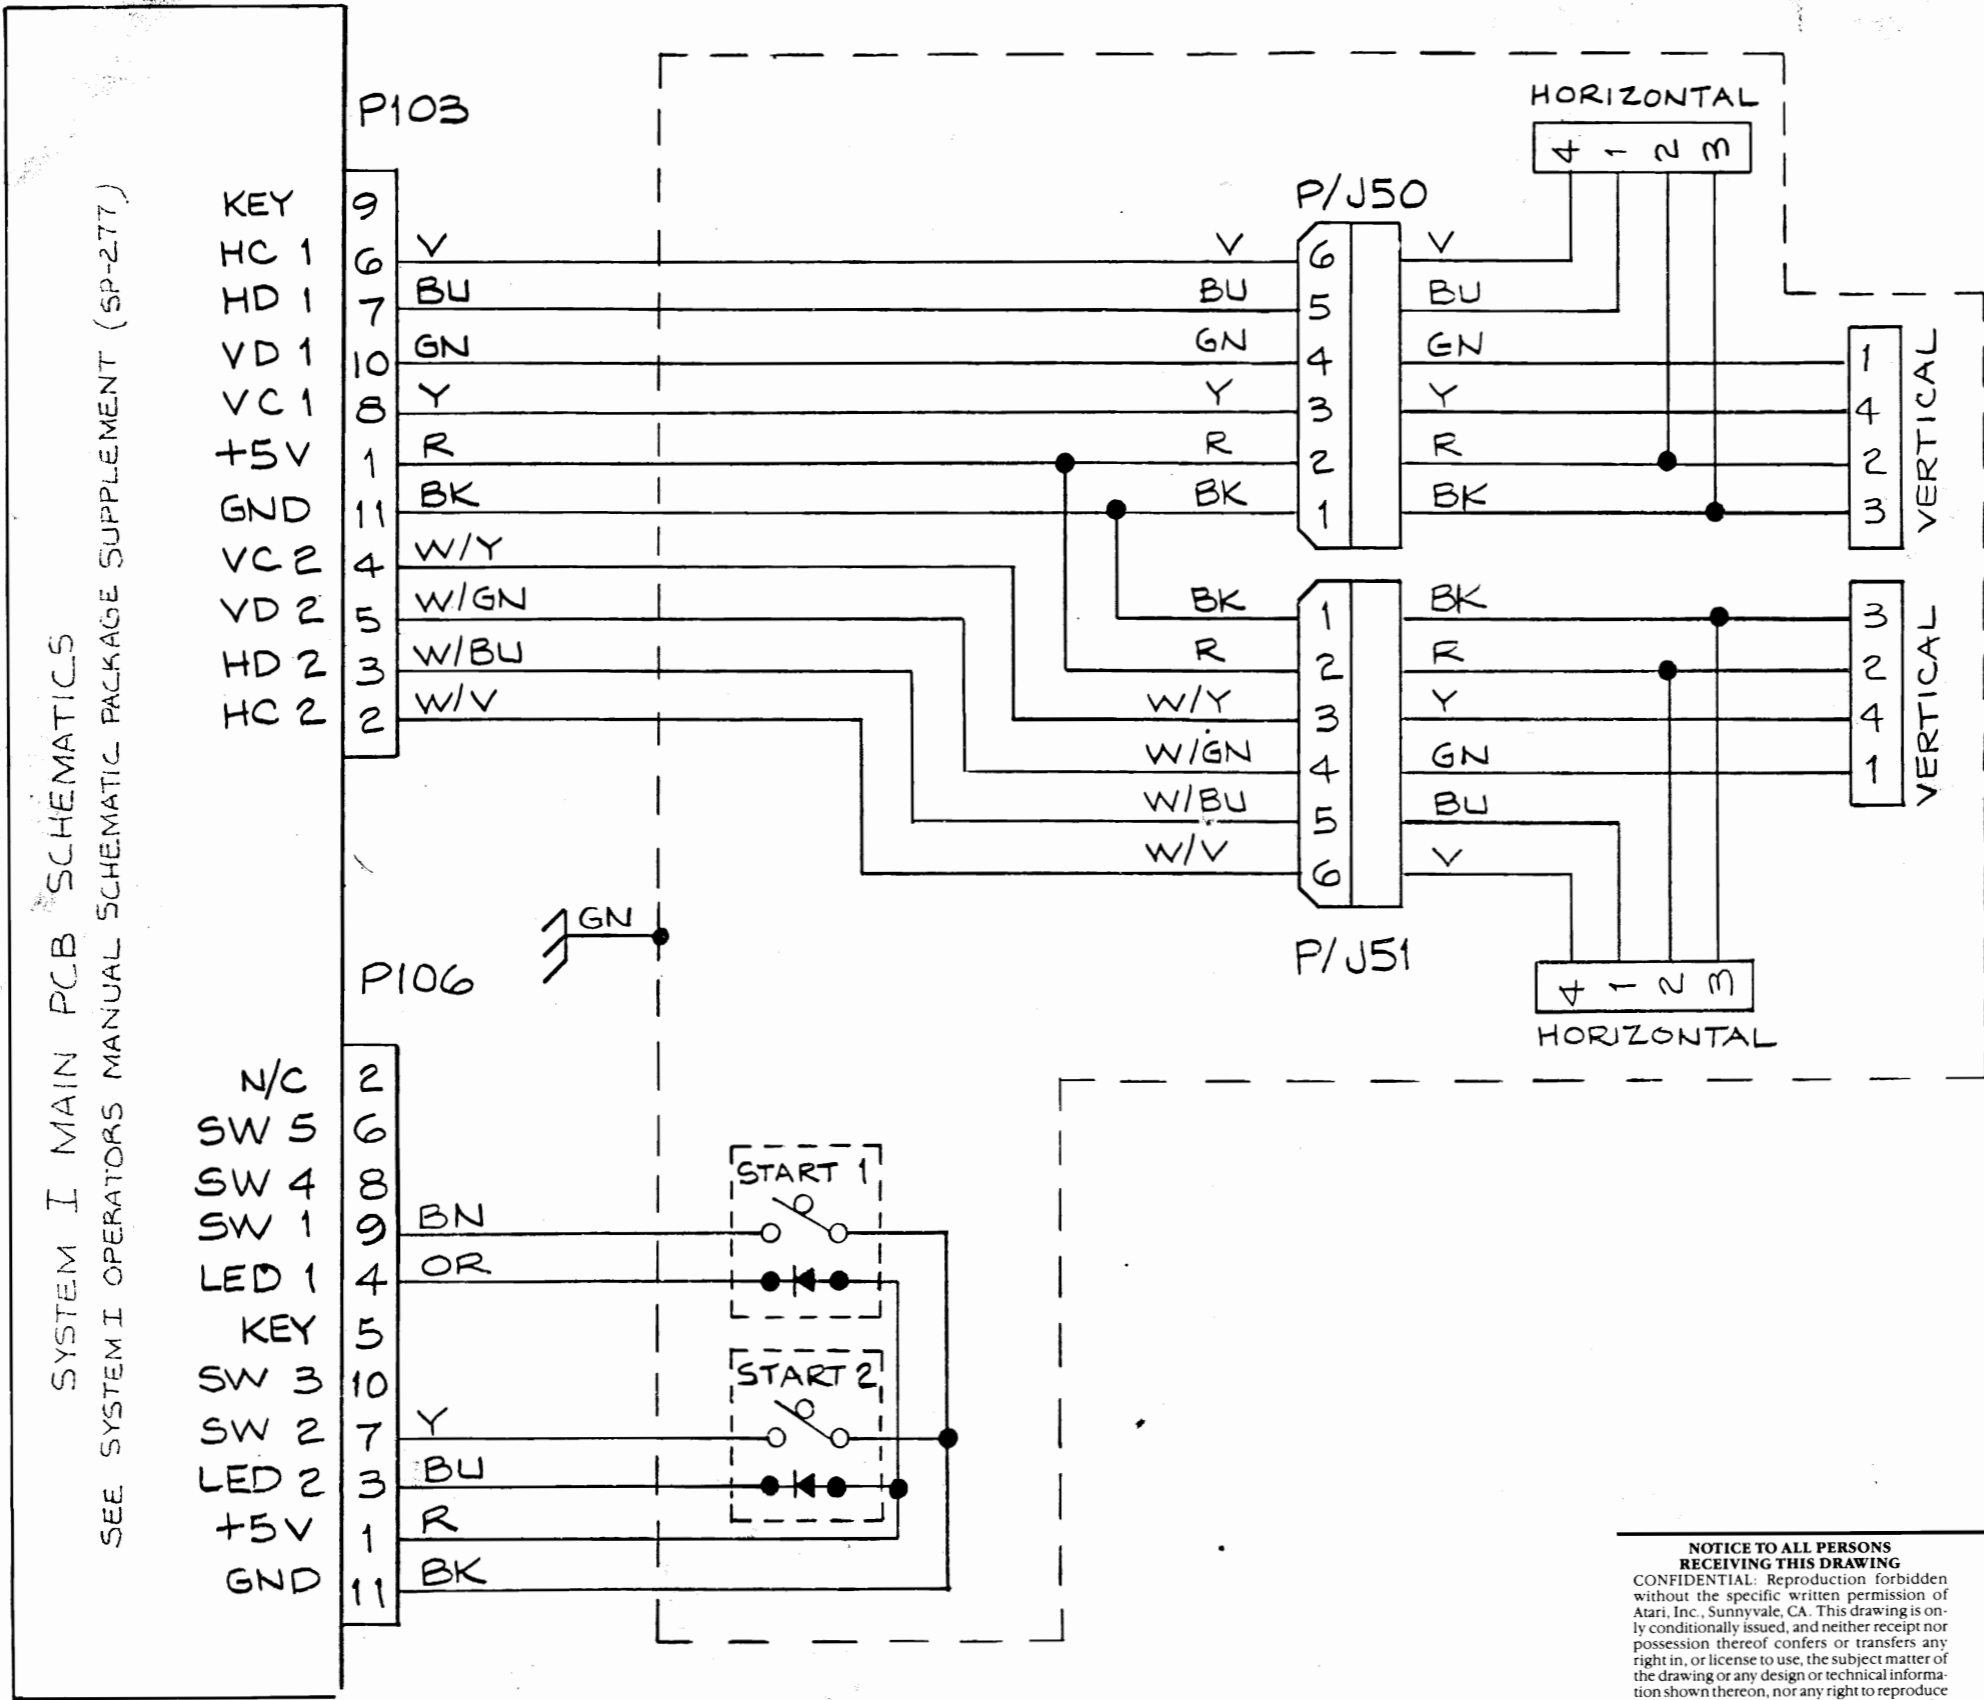 SYSTEM I MAIN PCB SCHEMATICS
SEE SYSTEM I OPERATORS MANUAL SCHEMATIC PACKAGE SUPPLEMENT (SP-277)
P103
KEY 9
HC 1 6 V V 6 V
HD 1 7 BU BU 5 BU
VD 1 10 GN GN 4 GN 1
VC 1 8 Y Y 3 Y 4
+5V 1 R R 2 R 2
GND 11 BK BK 1 BK 3
VC 2 4 W/Y
VD 2 5 W/GN
HD 2 3 W/BU
HC 2 2 W/V
HORIZONTAL
4 1 2 3
P/J50
VERTICAL
BK 1 BK 3
R 2 R 2
W/Y 3 Y 4
W/GN 4 GN 1
W/BU 5 BU
W/V 6 V
VERTICAL
P/J51
4 1 2 3
HORIZONTAL
GN
P106
N/C 2
SW 5 6
SW 4 8
SW 1 9 BN
LED 1 4 OR
KEY 5
SW 3 10
SW 2 7 Y
LED 2 3 BU
+5V 1 R
GND 11 BK
START 1
START 2
NOTICE TO ALL PERSONS
RECEIVING THIS DRAWING
CONFIDENTIAL: Reproduction forbidden
without the specific written permission of
Atari, Inc., Sunnyvale, CA. This drawing is on-
ly conditionally issued, and neither receipt nor
possession thereof confers or transfers any
right in, or license to use, the subject matter of
the drawing or any design or technical informa-
tion shown thereon, nor any right to reproduce